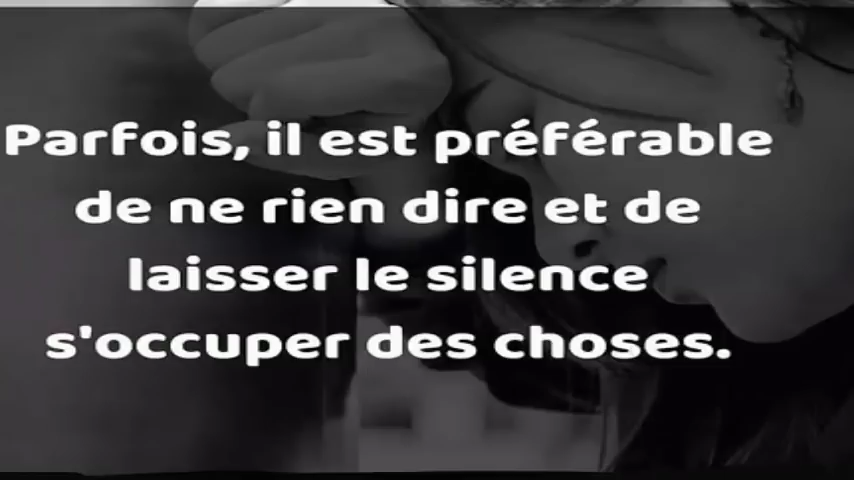 Parfois, il est préférable
de ne rien dire et de
laisser le silence
s'occuper des choses.